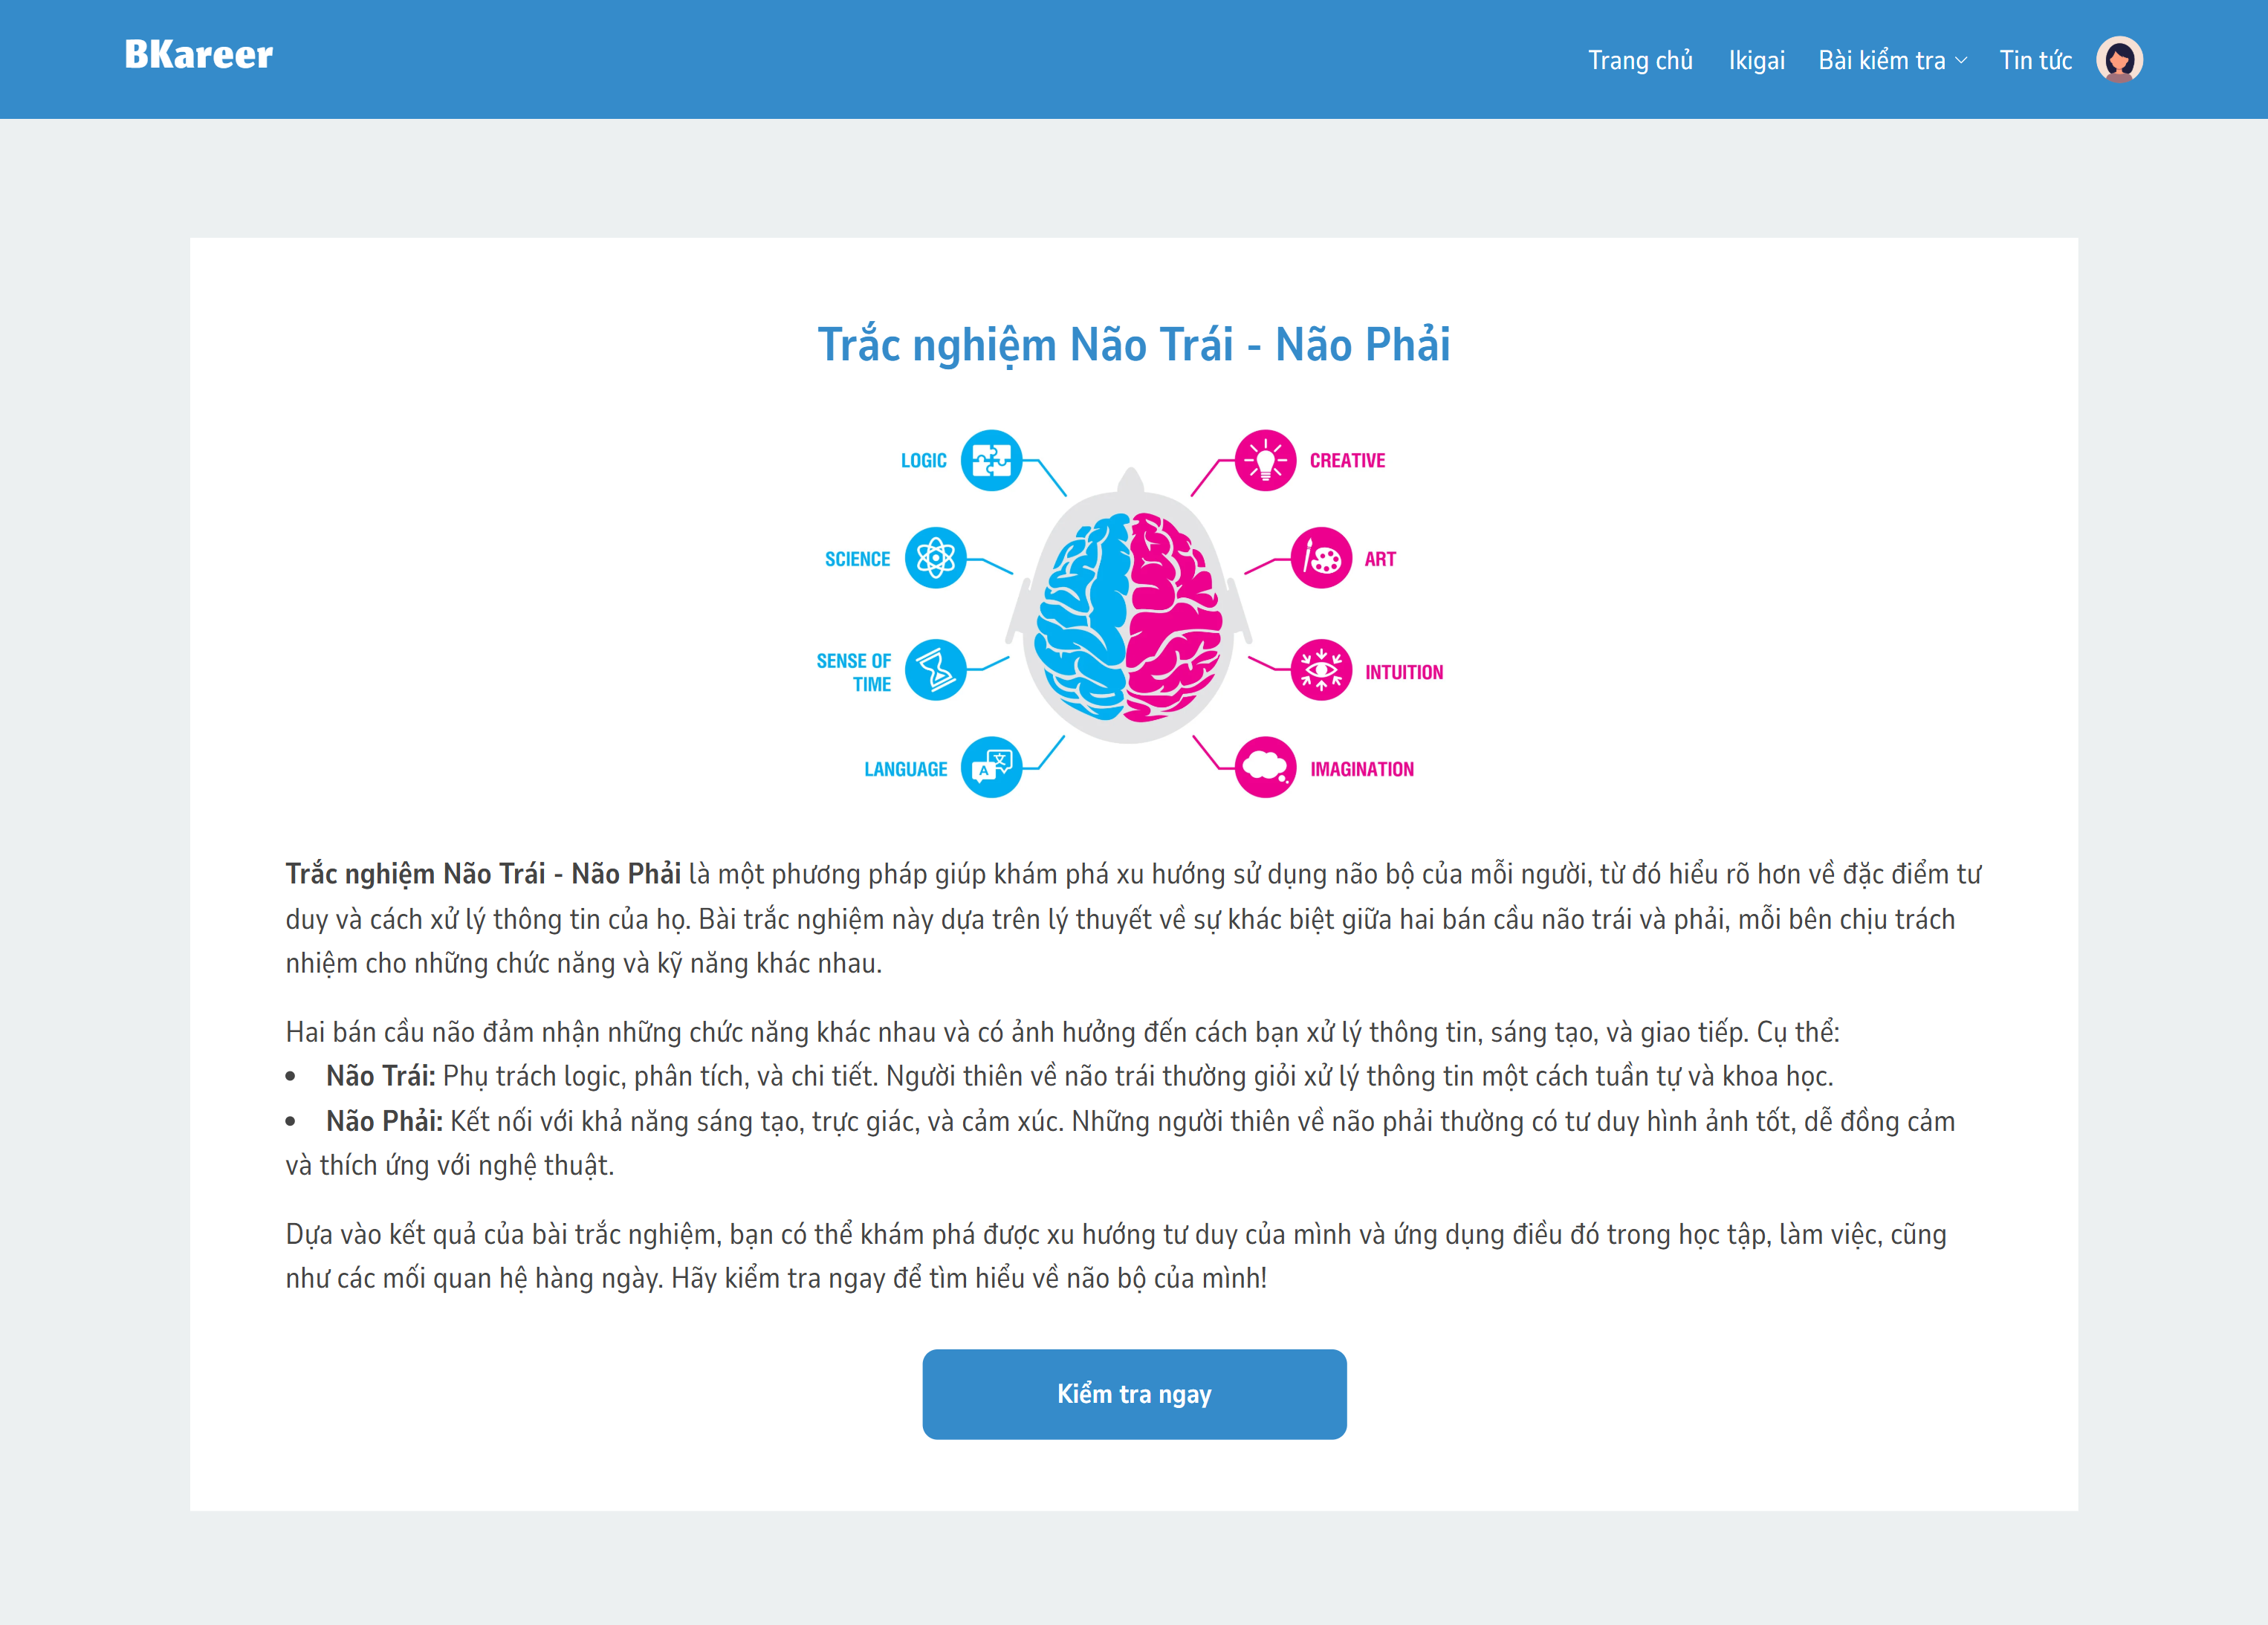 BKareer
Trang chủ Ikigai Bài kiểm tra Tin tức
Trắc nghiệm Não Trái - Não Phải
LOGIC
CREATIVE
SCIENCE
ART
SENSE OF
TIME
INTUITION
LANGUAGE
A 文
IMAGINATION
Trắc nghiệm Não Trái - Não Phải là một phương pháp giúp khám phá xu hướng sử dụng não bộ của mỗi người, từ đó hiểu rõ hơn về đặc điểm tư
duy và cách xử lý thông tin của họ. Bài trắc nghiệm này dựa trên lý thuyết về sự khác biệt giữa hai bán cầu não trái và phải, mỗi bên chịu trách
nhiệm cho những chức năng và kỹ năng khác nhau.
Hai bán cầu não đảm nhận những chức năng khác nhau và có ảnh hưởng đến cách bạn xử lý thông tin, sáng tạo, và giao tiếp. Cụ thể:
• Não Trái: Phụ trách logic, phân tích, và chi tiết. Người thiên về não trái thường giỏi xử lý thông tin một cách tuần tự và khoa học.
• Não Phải: Kết nối với khả năng sáng tạo, trực giác, và cảm xúc. Những người thiên về não phải thường có tư duy hình ảnh tốt, dễ đồng cảm
và thích ứng với nghệ thuật.
Dựa vào kết quả của bài trắc nghiệm, bạn có thể khám phá được xu hướng tư duy của mình và ứng dụng điều đó trong học tập, làm việc, cũng
như các mối quan hệ hàng ngày. Hãy kiểm tra ngay để tìm hiểu về não bộ của mình!
Kiểm tra ngay